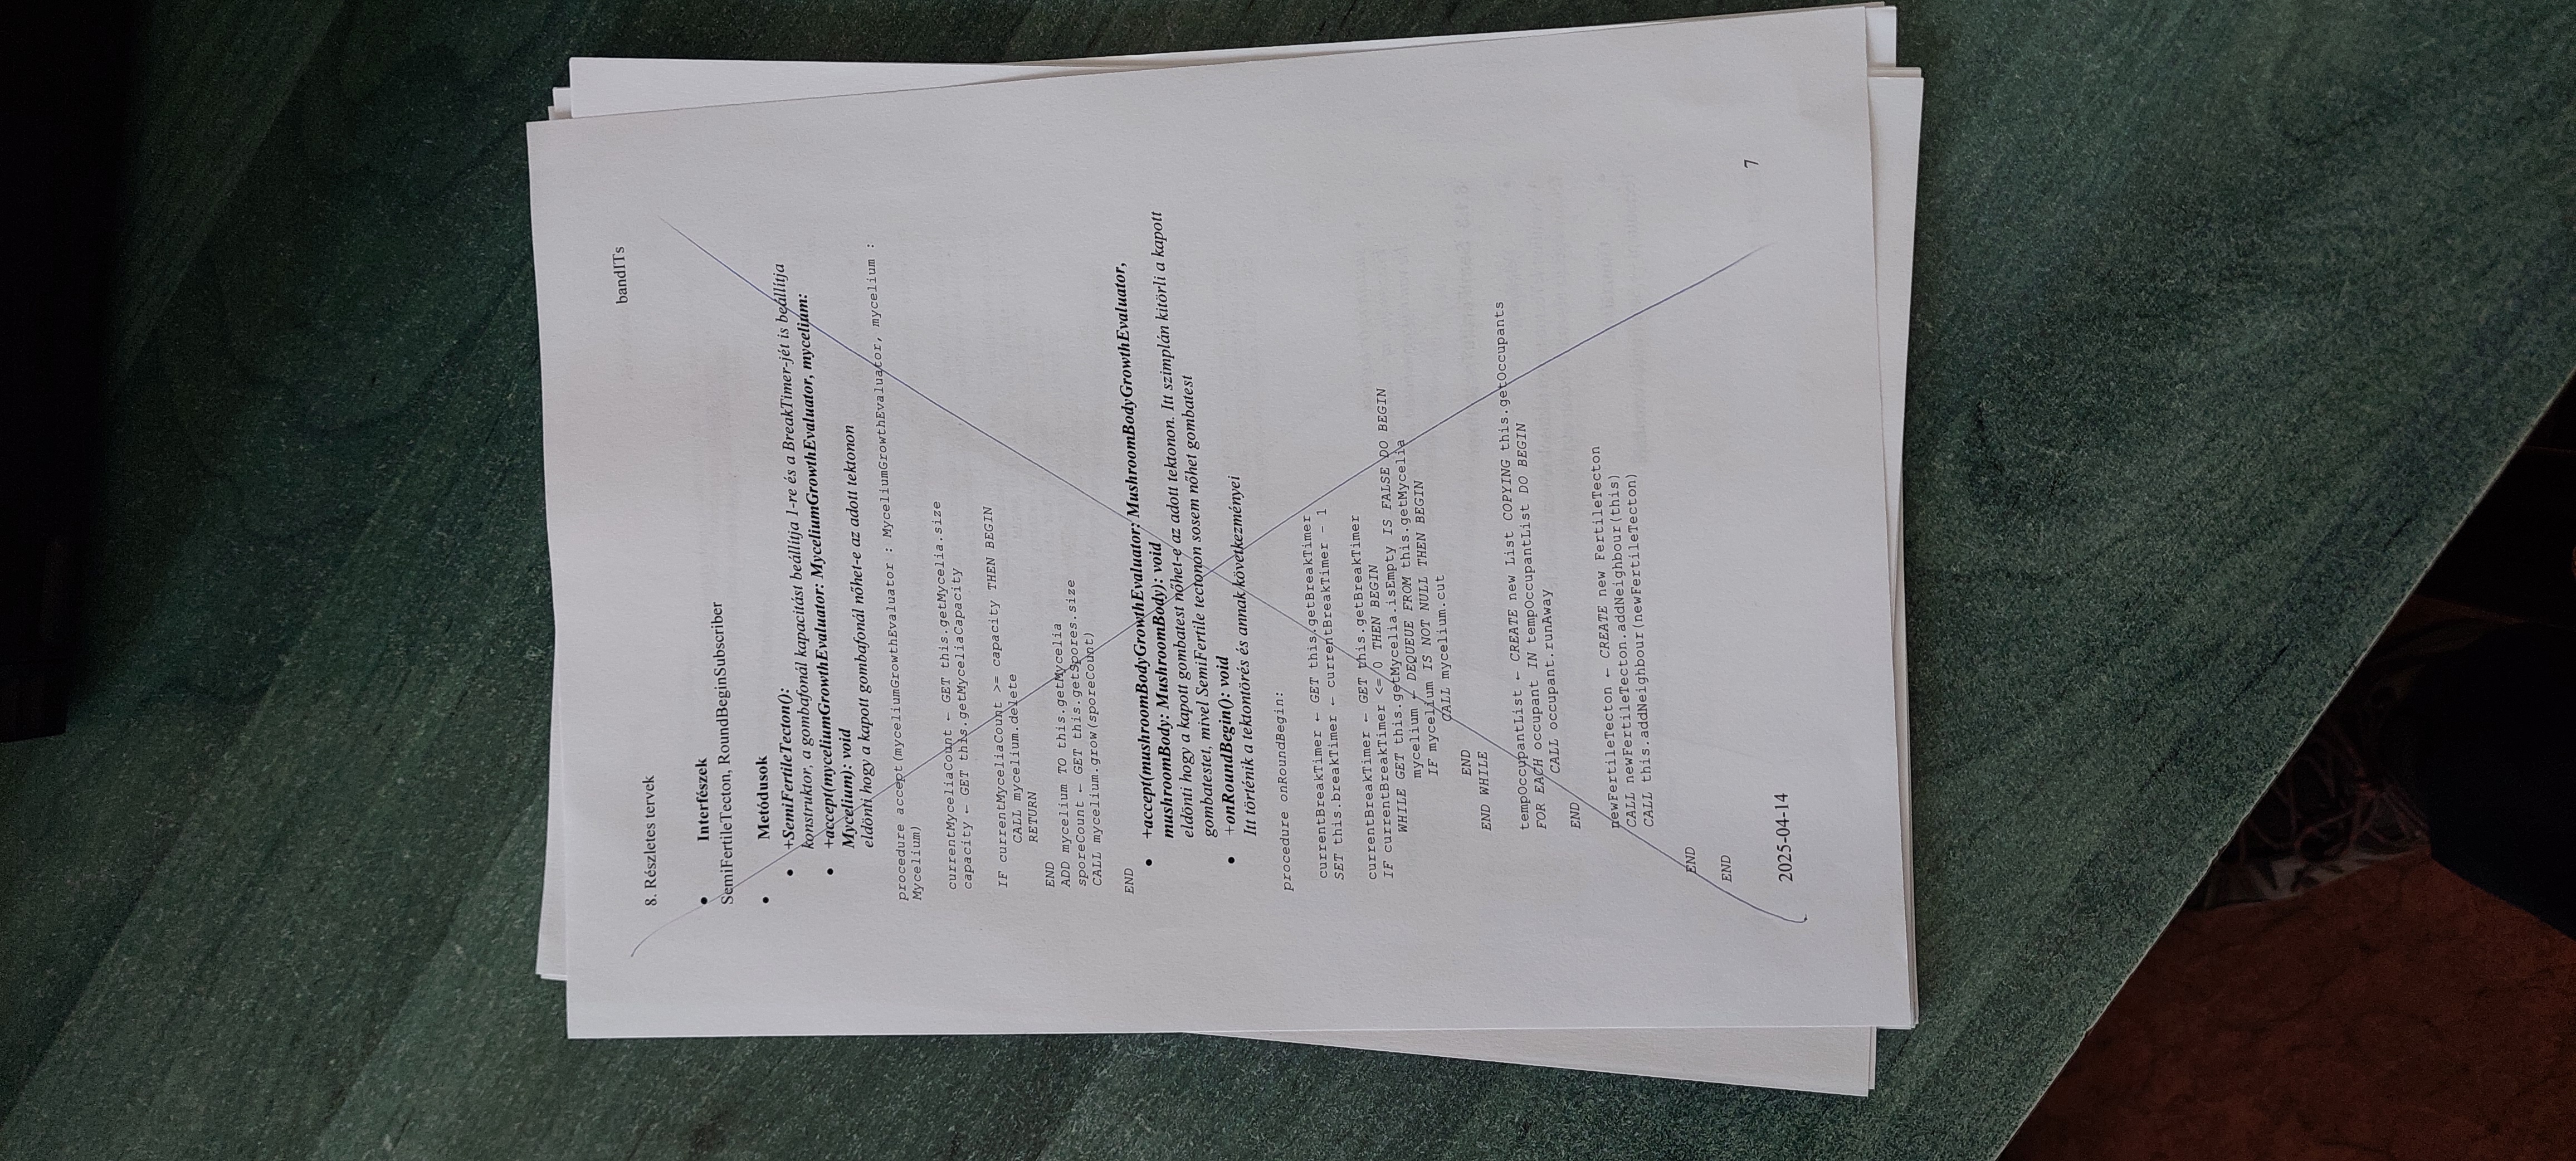 8. Részletes tervek
bandITs
• Interfészek
SemiFertileTecton, RoundBeginSubscriber
• Metódusok
• +SemiFertileTecton():
konstruktor, a gombafonál kapacitást beállítja 1-re és a BreakTimer-jét is beállítja
• +accept(myceliumGrowthEvaluator: MyceliumGrowthEvaluator, mycelium:
Mycelium): void
eldönti hogy a kapott gombafonál nőhet-e az adott tektonon
procedure accept(myceliumGrowthEvaluator : MyceliumGrowthEvaluator, mycelium :
Mycelium)
currentMyceliaCount ← GET this.getMycelia.size
capacity ← GET this.getMyceliaCapacity
IF currentMyceliaCount >= capacity THEN BEGIN
CALL mycelium.delete
RETURN
END
ADD mycelium TO this.getMycelia
sporecount ← GET this.getSpores.size
CALL mycelium.grow(sporeCount)
END
• +accept(mushroomBodyGrowthEvaluator: MushroomBodyGrowthEvaluator,
mushroomBody: MushroomBody): void
eldönti hogy a kapott gombatest nőhet-e az adott tektonon. Itt szimplán kitörli a kapott
gombatestet, mivel SemiFertile tectonon sosem nőhet gombatest
• +onRoundBegin(): void
Itt történik a tektontörés és annak következményei
procedure onRoundBegin::
currentBreakTimer ← GET this.getBreakTimer
SET this.breakTimer ← currentBreakTimer - 1
currentBreakTimer ← GET this.getBreakTimer
IF currentBreakTimer <= 0 THEN BEGIN
WHILE GET this.getMycelia.isEmpty IS FALSE DO BEGIN
mycelium ← DEQUEUE FROM this.getMycelia
IF mycelium IS NOT NULL THEN BEGIN
CALL mycelium.cut
END
END WHILE
tempOccupantList ← CREATE new List COPYING this.getOccupants
FOR EACH occupant IN tempOccupantList DO BEGIN
CALL occupant.runAway
END
newFertileTecton ← CREATE new FertileTecton
CALL newFertileTecton.addNeighbour(this)
CALL this.addNeighbour(newFertileTecton)
END
END
2025-04-14
7